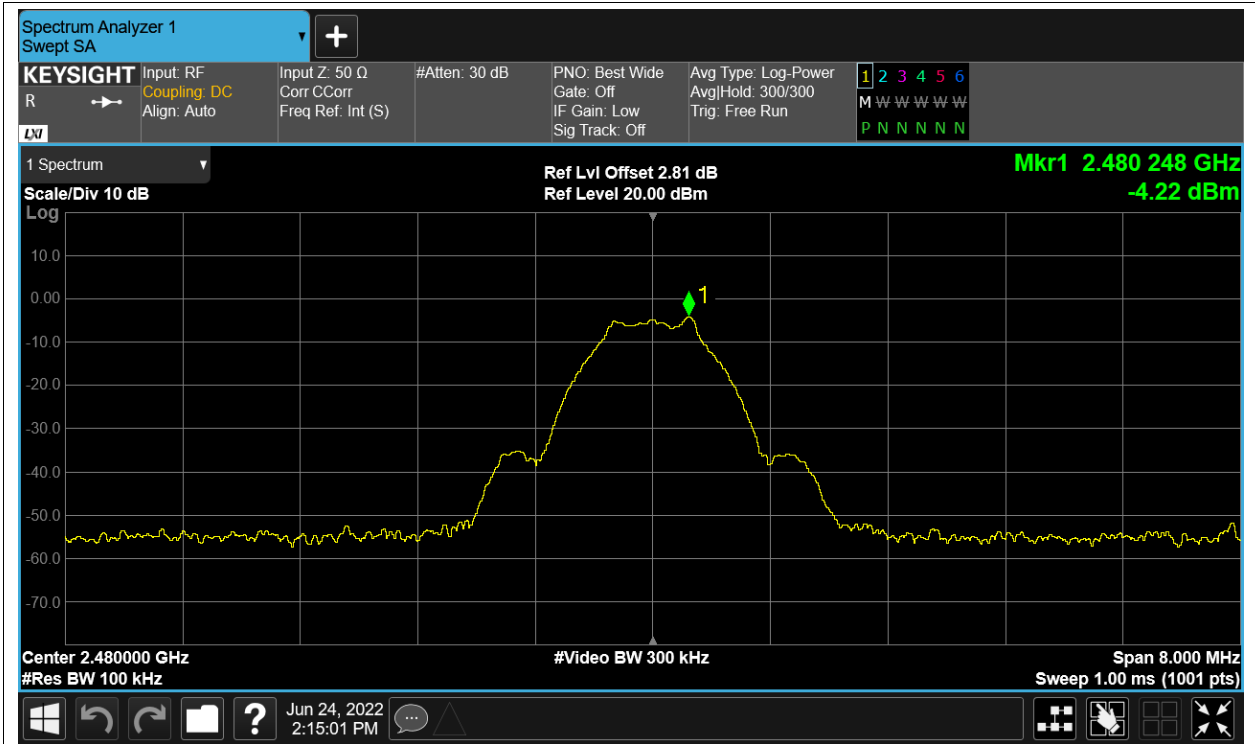 Spectrum Analyzer 1
Swept SA
KEYSIGHT
R
LXI
Input: RF
Coupling: DC
Align: Auto
Input Z: 50 Ω
Corr CCorr
Freq Ref: Int (S)
#Atten: 30 dB
PNO: Best Wide
Gate: Off
IF Gain: Low
Sig Track: Off
Avg Type: Log-Power
Avg|Hold: 300/300
Trig: Free Run
1 2 3 4 5 6
M W W W W W
P N N N N N
1 Spectrum
Scale/Div 10 dB
Log
Ref Lvl Offset 2.81 dB
Ref Level 20.00 dBm
Mkr1 2.480 248 GHz
-4.22 dBm
1
10.0
0.00
-10.0
-20.0
-30.0
-40.0
-50.0
-60.0
-70.0
Center 2.480000 GHz
#Res BW 100 kHz
#Video BW 300 kHz
Span 8.000 MHz
Sweep 1.00 ms (1001 pts)
?
Jun 24, 2022
2:15:01 PM